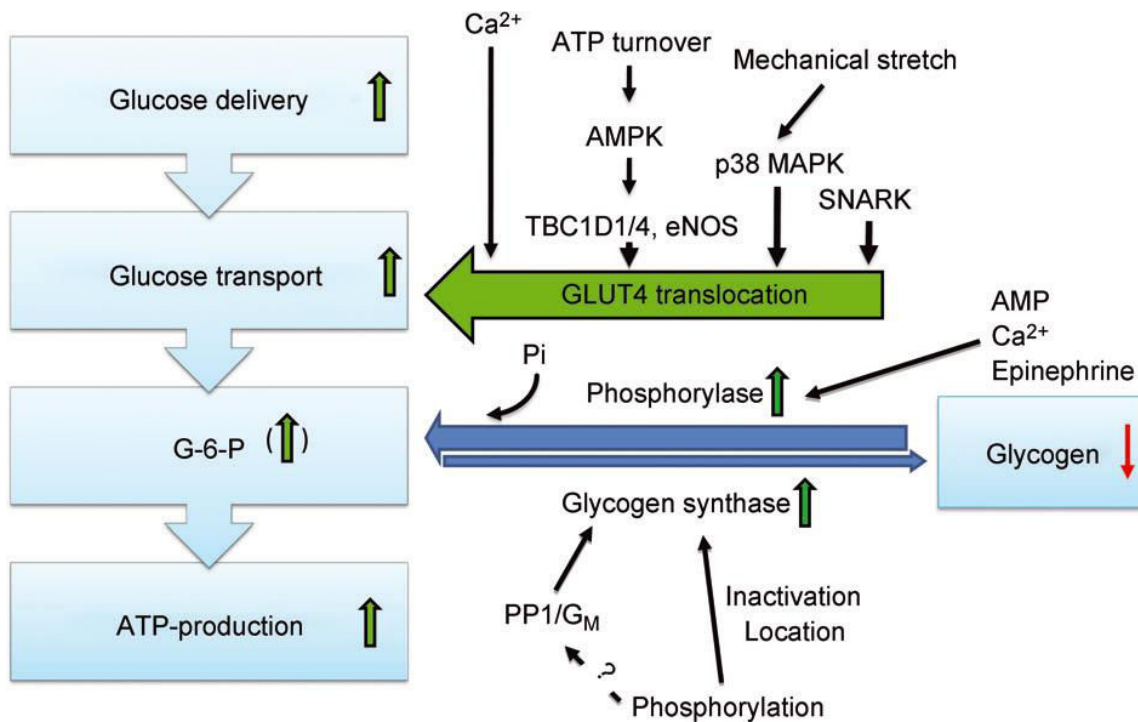 Glucose delivery
Glucose transport
G-6-P
( )
ATP-production
Ca²⁺
ATP turnover
AMPK
TBC1D1/4, eNOS
Mechanical stretch
p38 MAPK
SNARK
GLUT4 translocation
Pi
Phosphorylase
AMP
Ca²⁺
Epinephrine
Glycogen
Glycogen synthase
PP1/G_M
Inactivation
Location
?
Phosphorylation